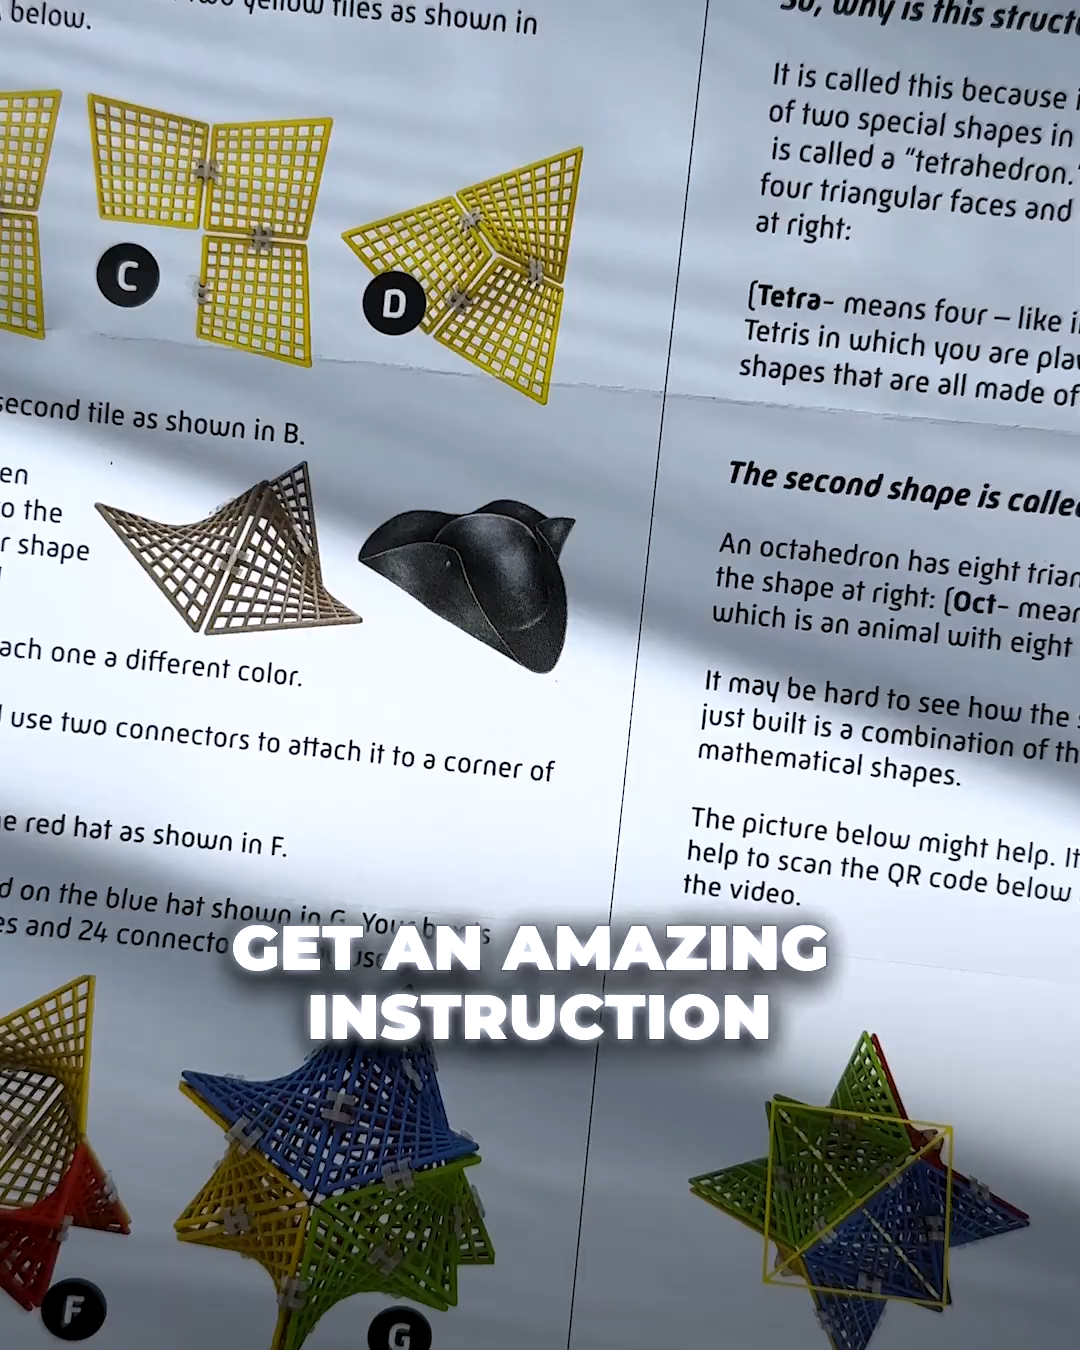 two yellow tiles as shown in
below.
C
D
second tile as shown in B.
en
o the
r shape
ach one a different color.
use two connectors to attach it to a corner of
e red hat as shown in F.
d on the blue hat shown in G. You
es and 24 connecto
F
G
So, why is this struct
It is called this because i
of two special shapes in
is called a “tetrahedron.”
four triangular faces and
at right:
(Tetra- means four – like i
Tetris in which you are play
shapes that are all made of
The second shape is calle
An octahedron has eight trian
the shape at right: (Oct- mean
which is an animal with eight
It may be hard to see how the s
just built is a combination of th
mathematical shapes.
The picture below might help. It
help to scan the QR code below
the video.
GET AN AMAZING
INSTRUCTION